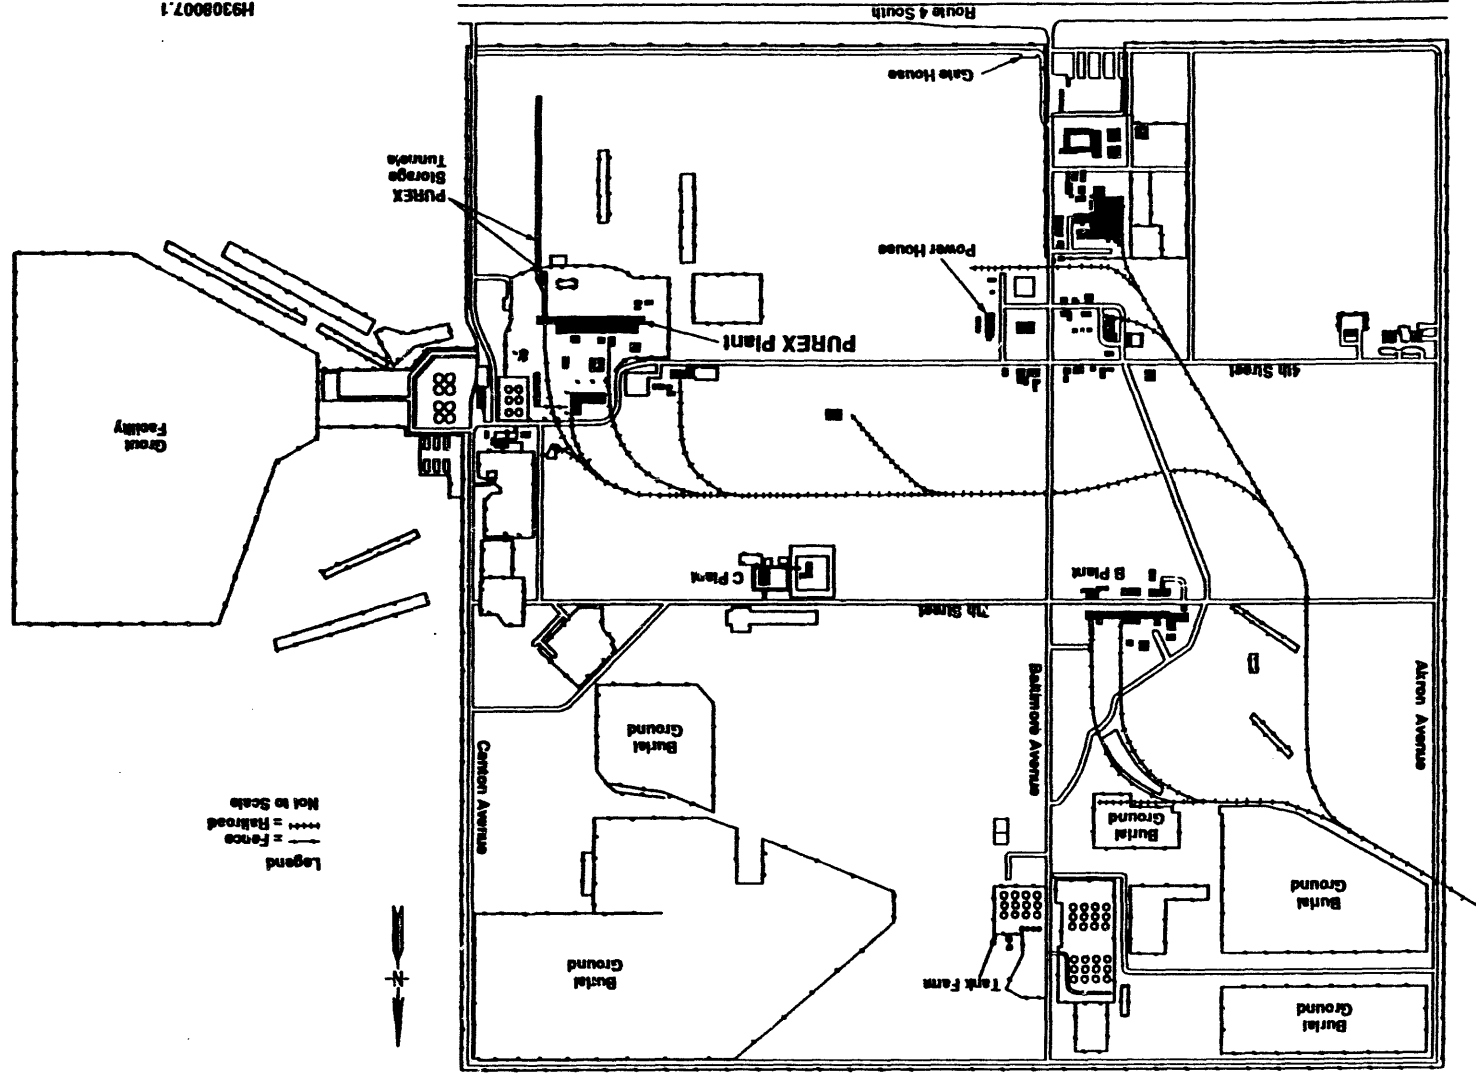 Burial
Ground
Burial
Ground
Tank Farm
N
Burial
Ground
Burial
Ground
Legend
= Fence
= Railroad
Not to Scale
Burial
Ground
Akron Avenue
Baltimore Avenue
Canton Avenue
7th Street
B Plant
C Plant
Grout
Facility
4th Street
PUREX Plant
Power House
PUREX
Storage
Tunnels
Gate House
Route 4 South
H9308007.1